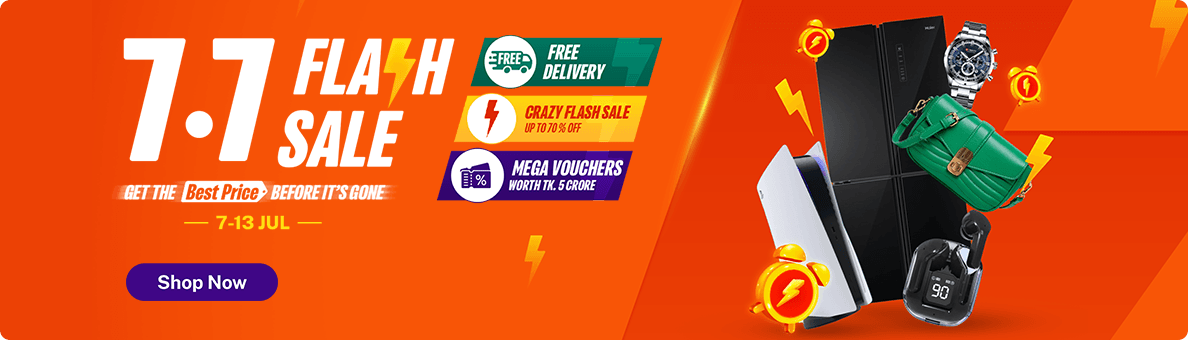 7.7
FLASH
SALE
GET THE Best Price BEFORE IT'S GONE
7-13 JUL
Shop Now
FREE
FREE
DELIVERY
CRAZY FLASH SALE
UP TO 70% OFF
%
MEGA VOUCHERS
WORTH TK. 5 CRORE
Haier
90